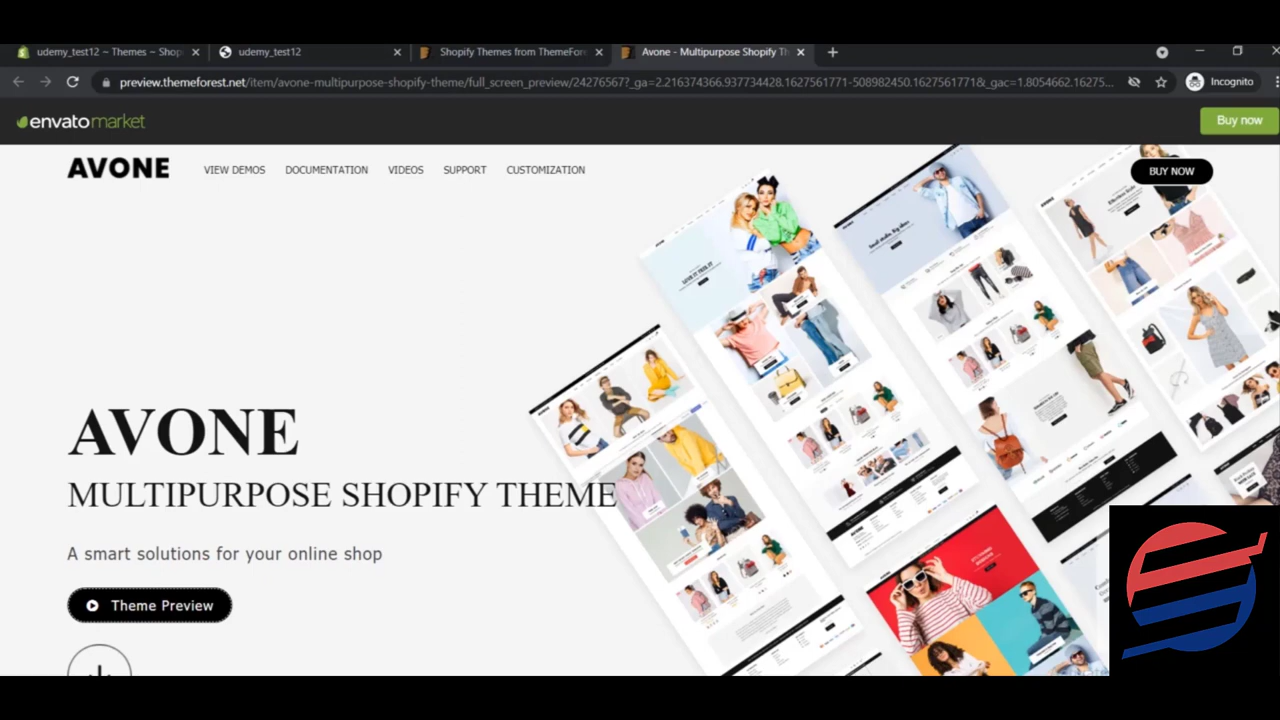 udemy_test12 ~ Themes ~ Shop
udemy_test12
Shopify Themes from ThemeFore
Avone - Multipurpose Shopify Th
preview.themeforest.net/item/avone-multipurpose-shopify-theme/full_screen_preview/24276567?_ga=2.216374366.937734428.1627561771-508982450.1627561771&_gac=1.8054662.16275...
Incognito
envatomarket
Buy now
AVONE
VIEW DEMOS
DOCUMENTATION
VIDEOS
SUPPORT
CUSTOMIZATION
BUY NOW
AVONE
MULTIPURPOSE SHOPIFY THEME
A smart solutions for your online shop
Theme Preview